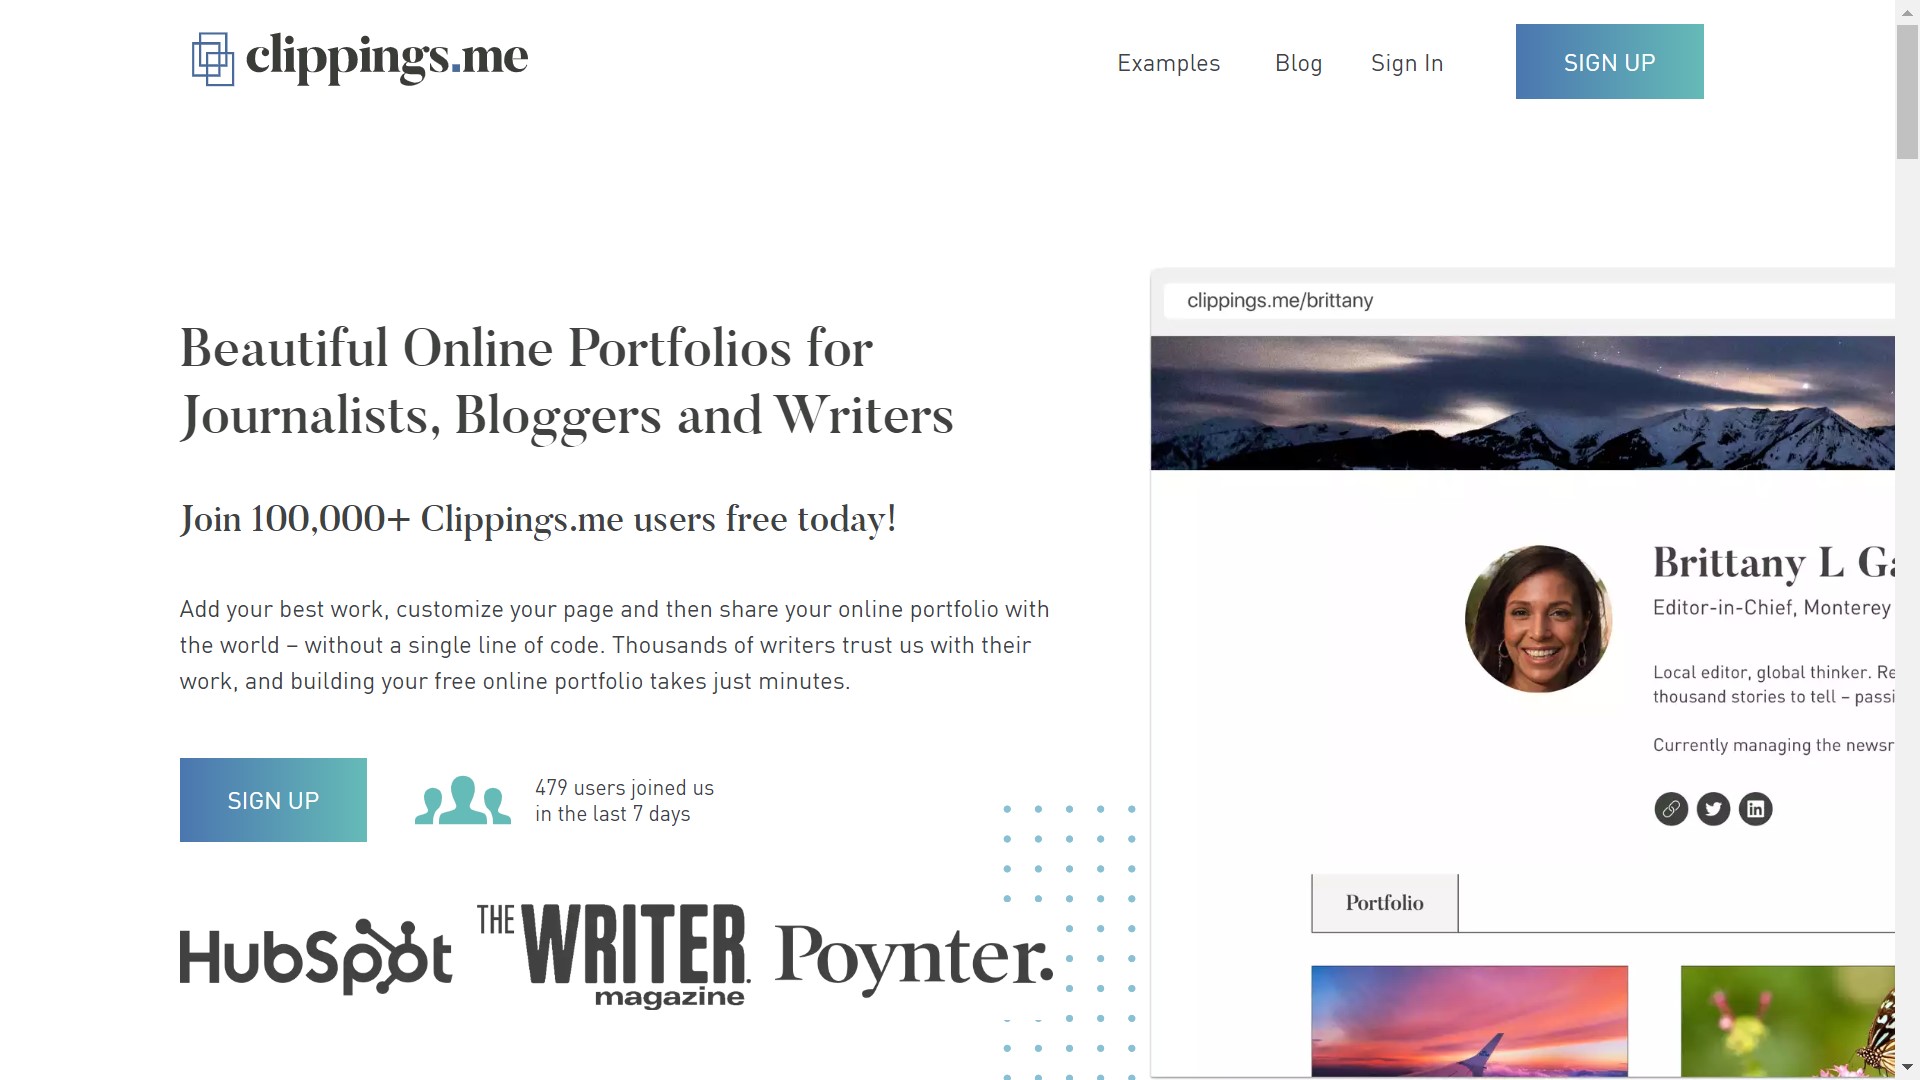 clippings.me
Examples
Blog
Sign In
SIGN UP
clippings.me/brittany
Beautiful Online Portfolios for
Journalists, Bloggers and Writers
Join 100,000+ Clippings.me users free today!
Add your best work, customize your page and then share your online portfolio with
the world – without a single line of code. Thousands of writers trust us with their
work, and building your free online portfolio takes just minutes.
SIGN UP
479 users joined us
in the last 7 days
HubSpot
THE WRITER
magazine
Poynter.
Brittany L
Editor-in-Chief, Monterey
Local editor, global thinker.
thousand stories to tell –
Currently managing the
Portfolio